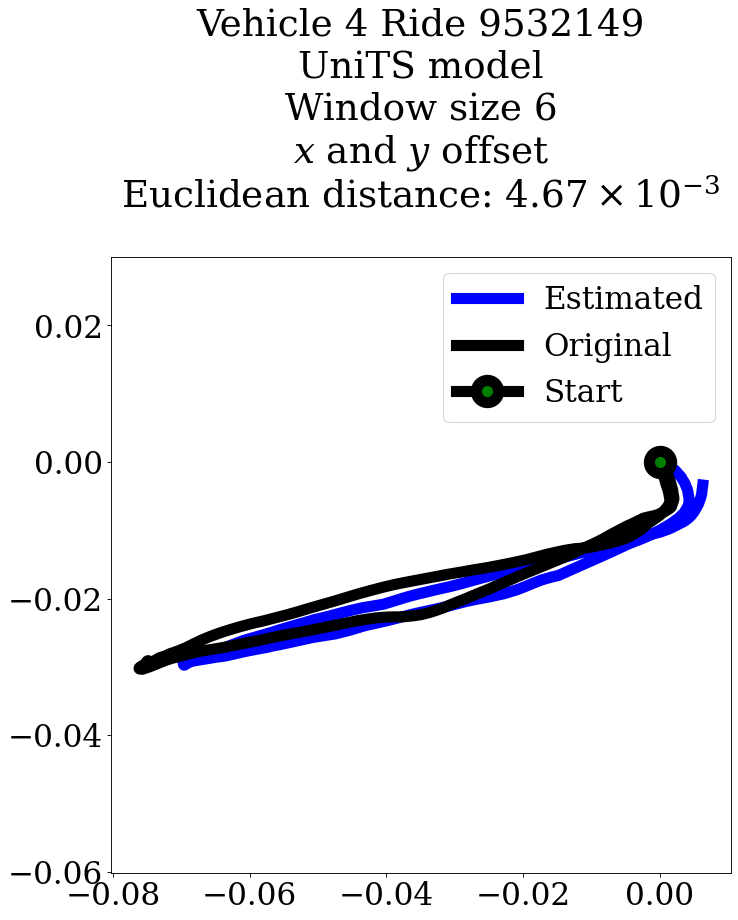 Vehicle 4 Ride 9532149
UniTS model
Window size 6
x and y offset
Euclidean distance: 4.67 × 10⁻³
Estimated
Original
Start
0.02
0.00
−0.02
−0.04
−0.06
−0.08 −0.06 −0.04 −0.02 0.00